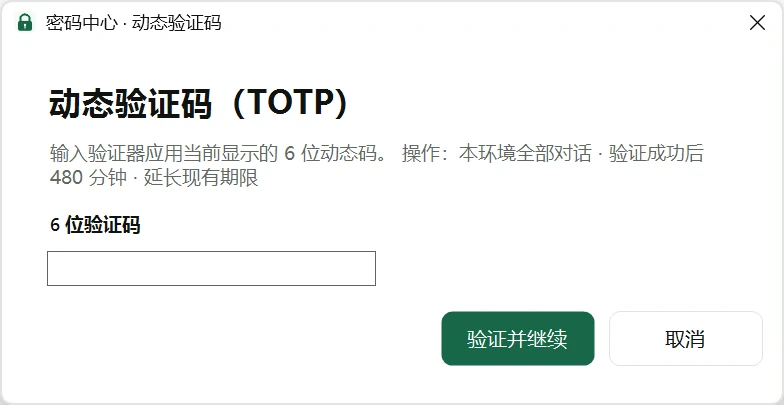 密码中心 · 动态验证码
动态验证码（TOTP）
输入验证器应用当前显示的 6 位动态码。 操作：本环境全部对话 · 验证成功后
480 分钟 · 延长现有期限
6 位验证码
验证并继续
取消